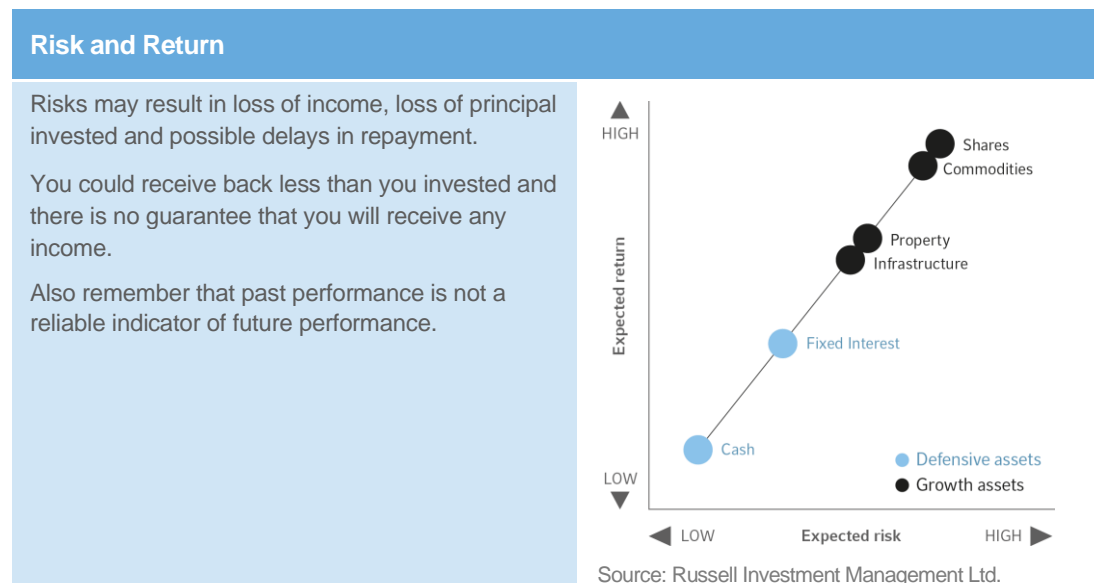 Risk and Return
Risks may result in loss of income, loss of principal
invested and possible delays in repayment.
You could receive back less than you invested and
there is no guarantee that you will receive any
income.
Also remember that past performance is not a
reliable indicator of future performance.
HIGH
Expected return
LOW
Shares
Commodities
Property
Infrastructure
Fixed Interest
Cash
Defensive assets
Growth assets
LOW Expected risk HIGH
Source: Russell Investment Management Ltd.